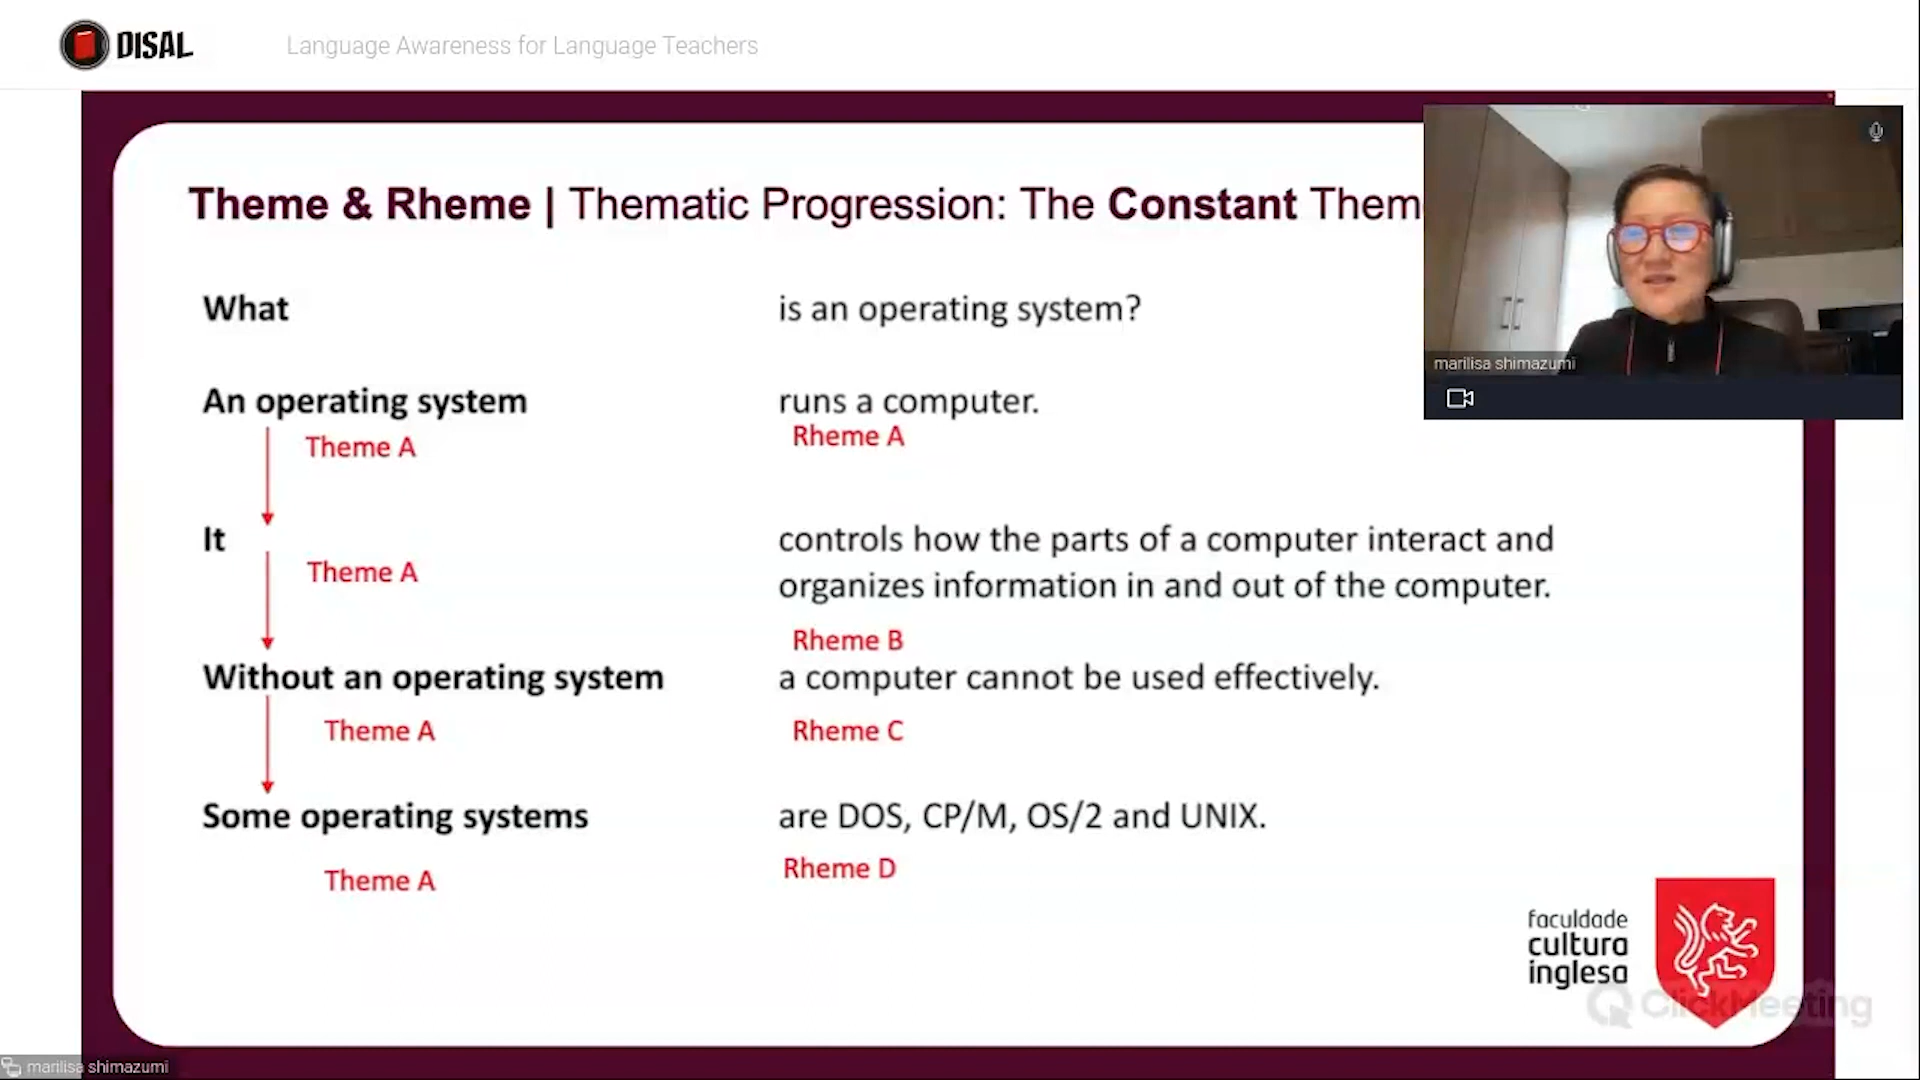 DISAL
Language Awareness for Language Teachers
Theme & Rheme | Thematic Progression: The Constant Them
What is an operating system?
An operating system runs a computer.
Theme A Rheme A
It controls how the parts of a computer interact and
organizes information in and out of the computer.
Theme A
Rheme B
Without an operating system a computer cannot be used effectively.
Theme A Rheme C
Some operating systems are DOS, CP/M, OS/2 and UNIX.
Theme A Rheme D
marilisa shimazumi
faculdade
cultura
inglesa
ClickMeeting
marilisa shimazumi